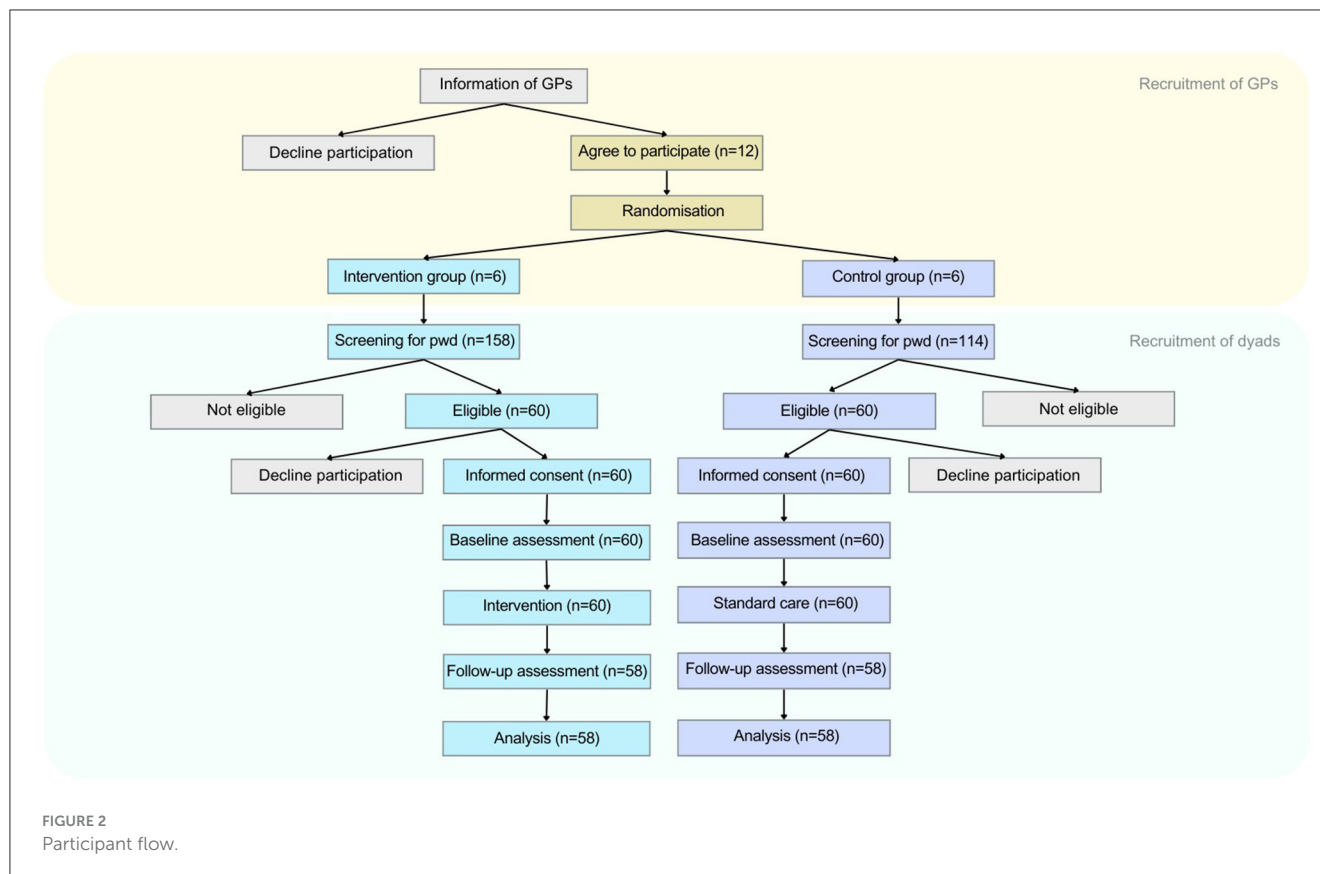 Information of GPs
Recruitment of GPs
Decline participation
Agree to participate (n=12)
Randomisation
Intervention group (n=6)
Control group (n=6)
Screening for pwd (n=158)
Screening for pwd (n=114)
Recruitment of dyads
Not eligible
Eligible (n=60)
Eligible (n=60)
Not eligible
Decline participation
Informed consent (n=60)
Informed consent (n=60)
Decline participation
Baseline assessment (n=60)
Baseline assessment (n=60)
Intervention (n=60)
Standard care (n=60)
Follow-up assessment (n=58)
Follow-up assessment (n=58)
Analysis (n=58)
Analysis (n=58)
FIGURE 2
Participant flow.